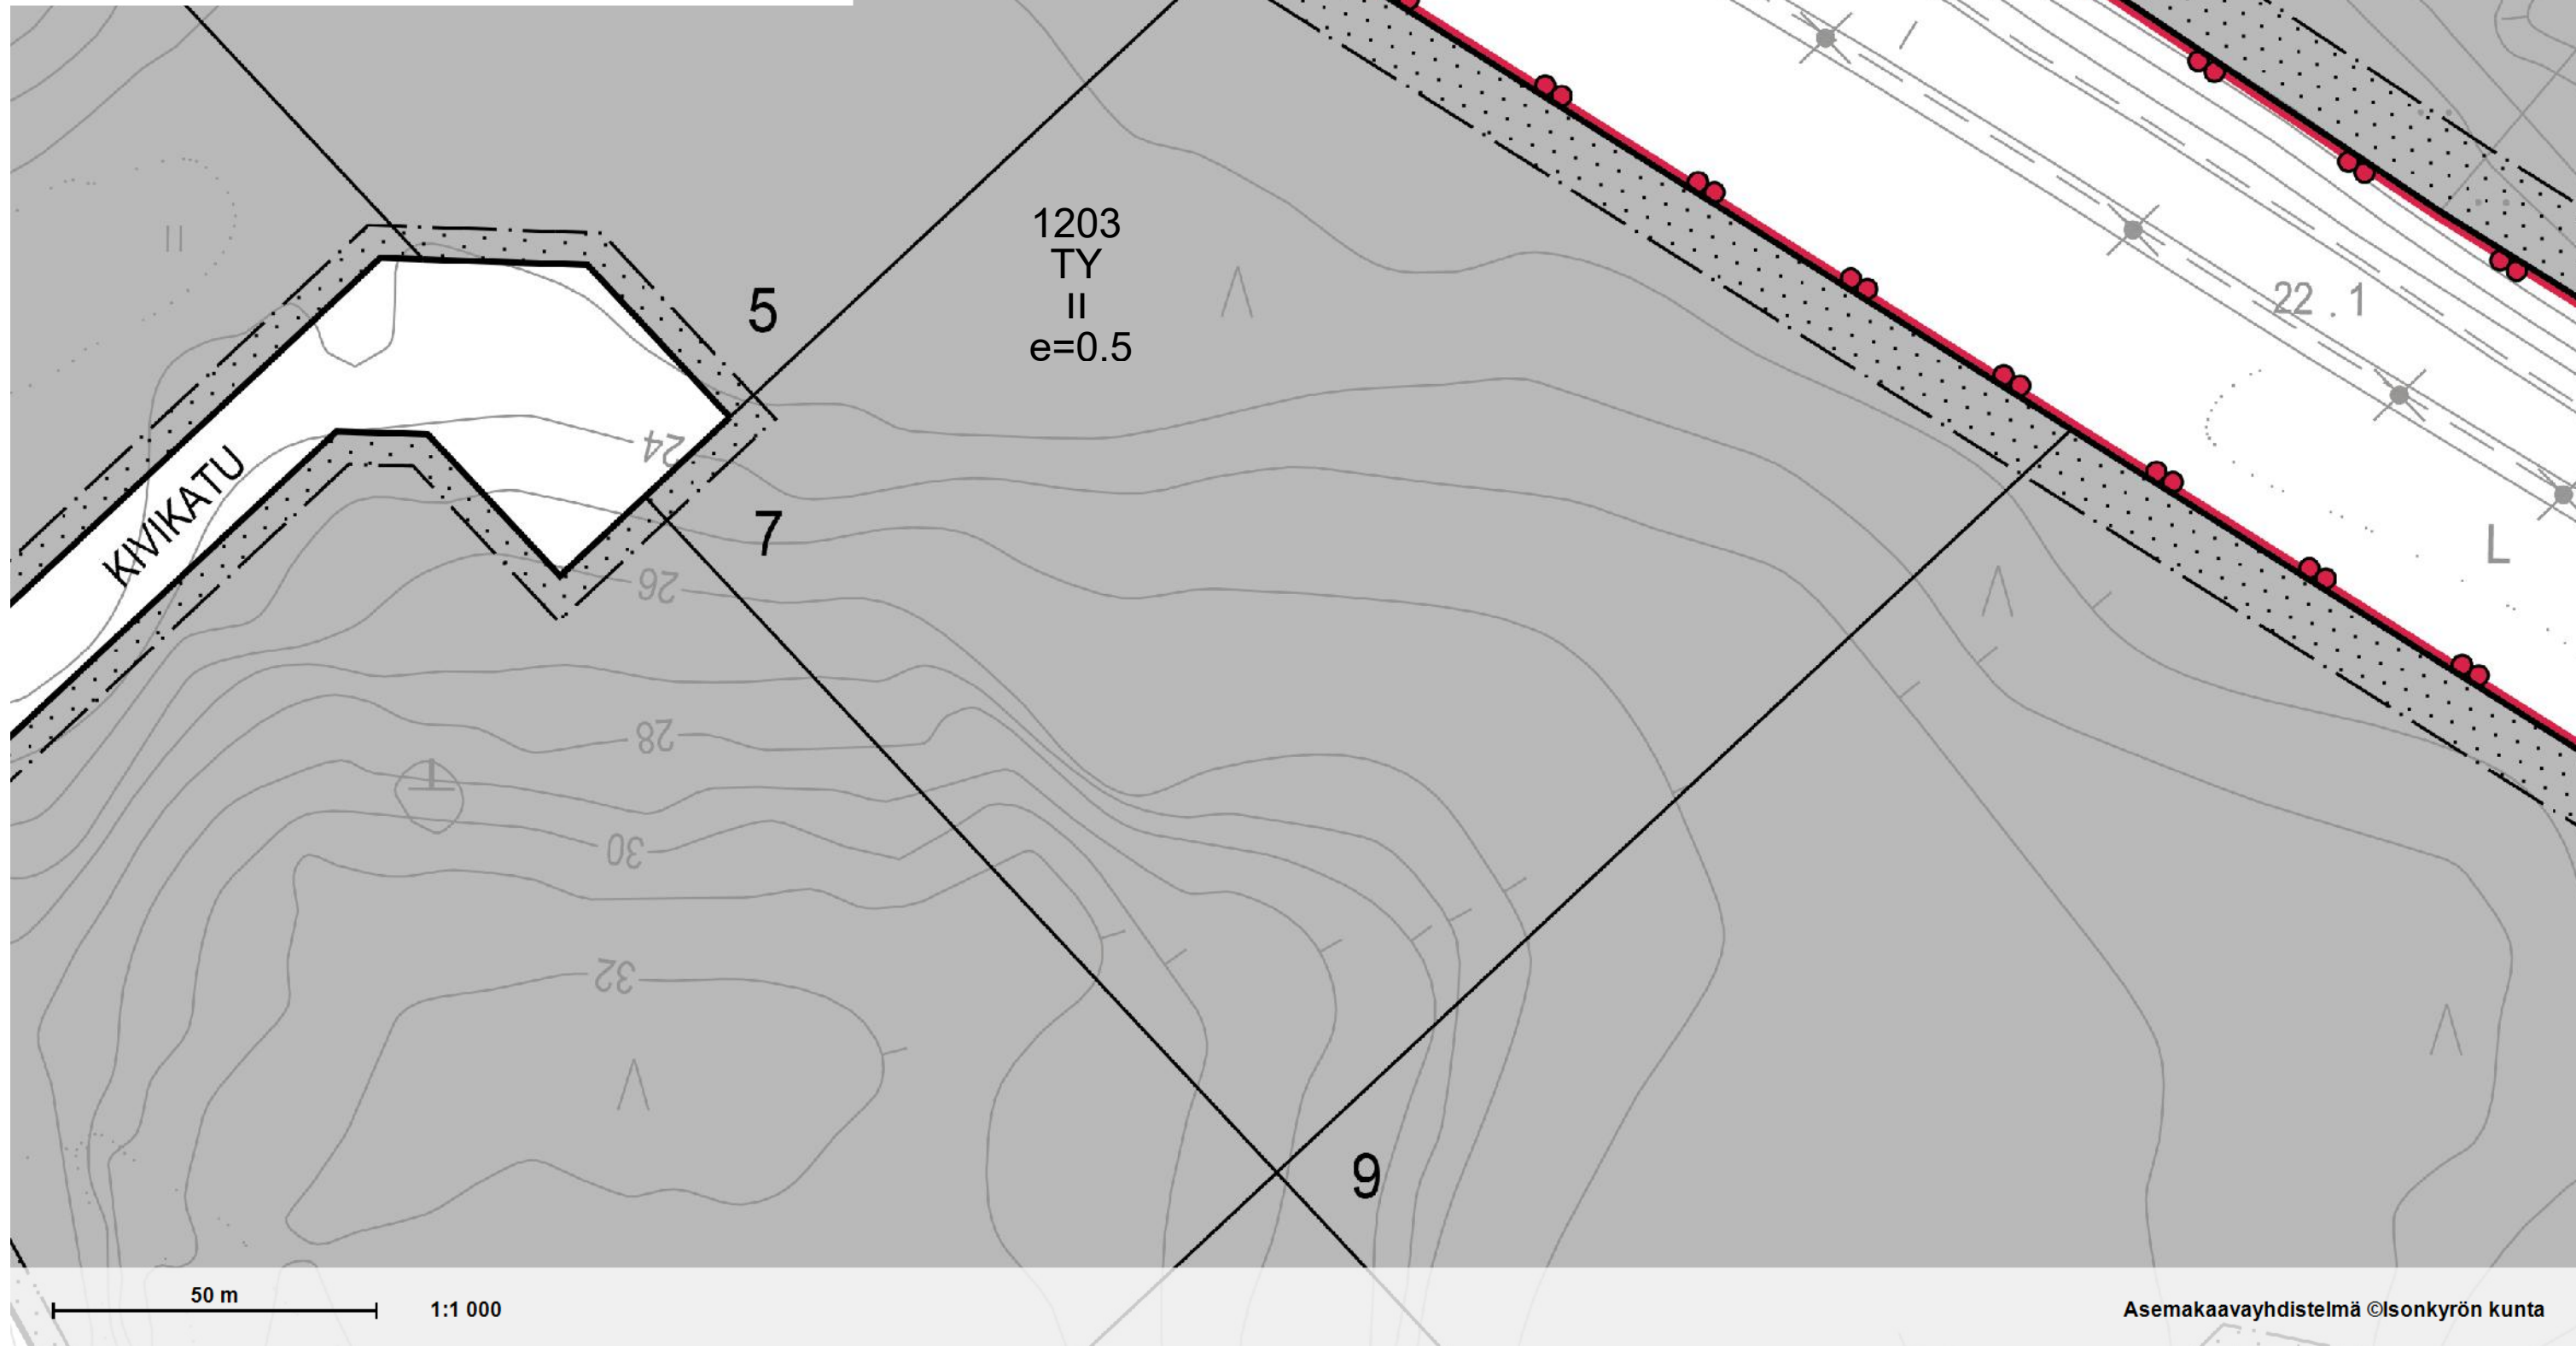 1203
TY
II
e=0.5
5
22.1
KIVIKATU
24
7
L
26
28
30
32
9
50 m
1:1 000
Asemakaavayhdistelmä ©Isonkyrön kunta